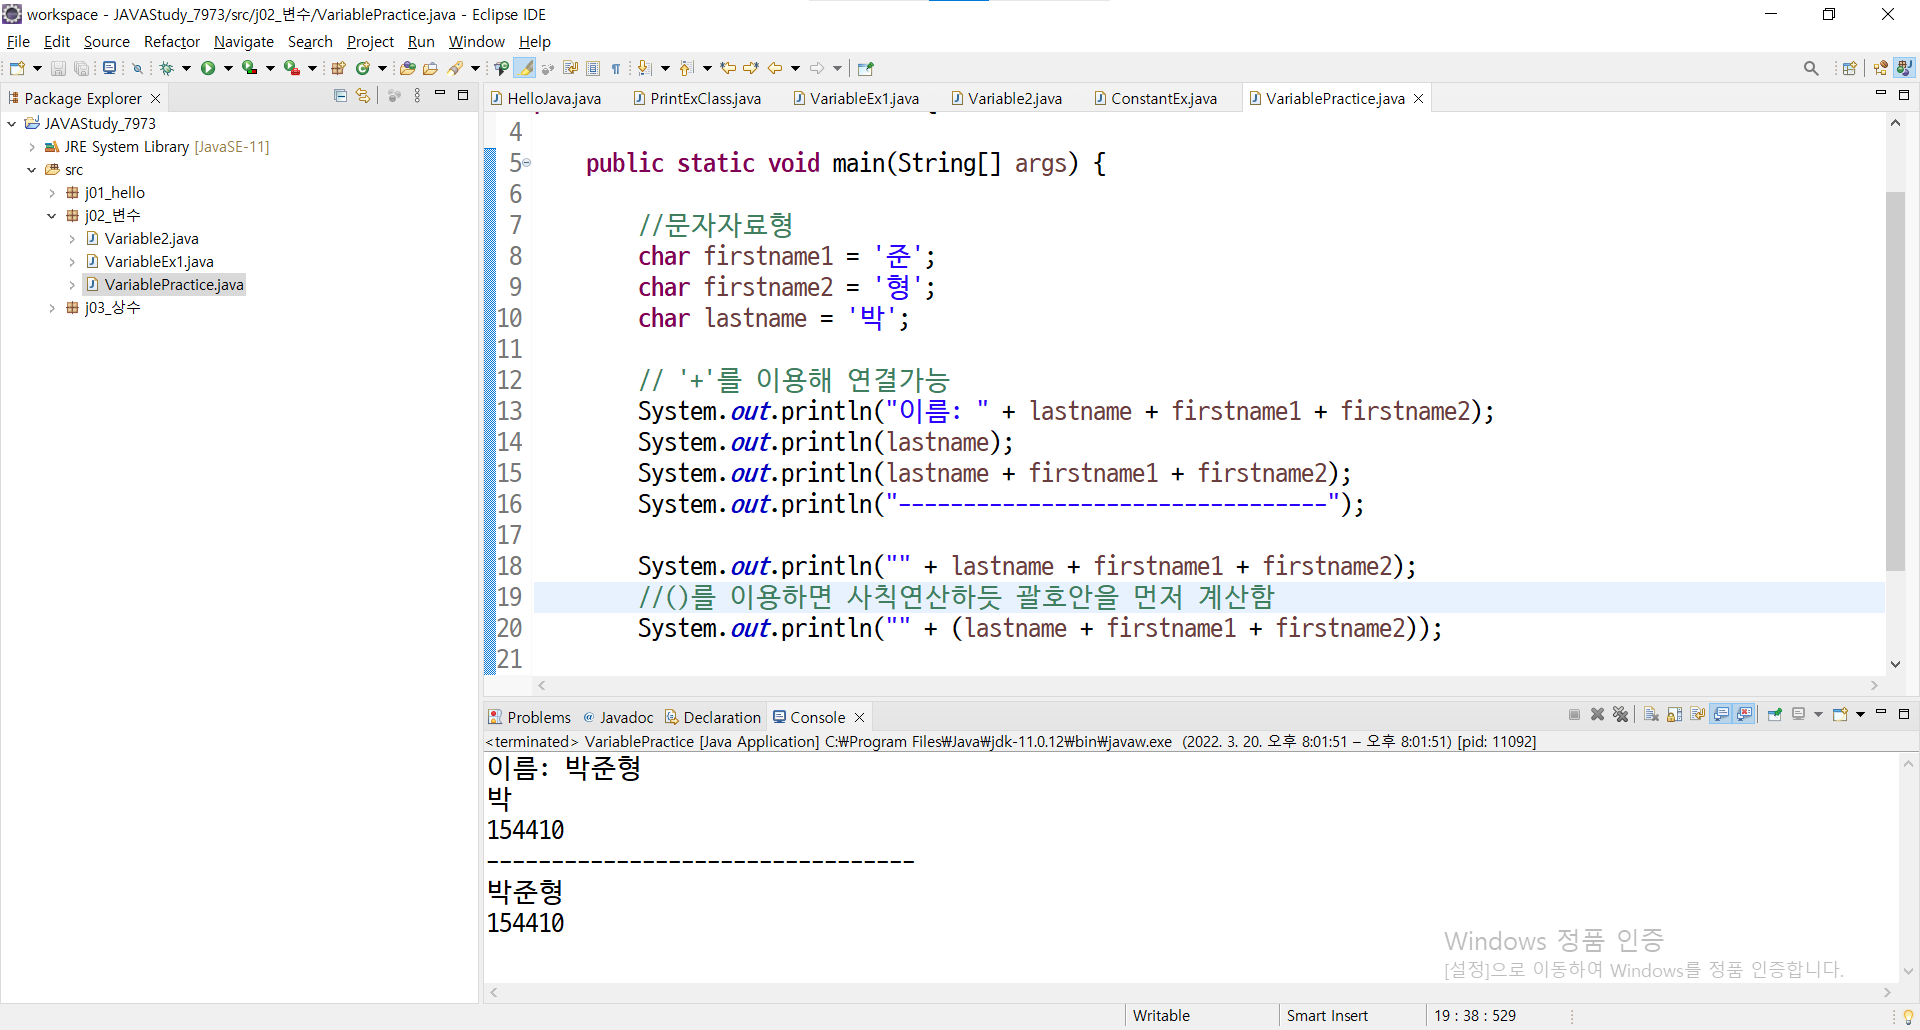 workspace - JAVAStudy_7973/src/j02_변수/VariablePractice.java - Eclipse IDE
File Edit Source Refactor Navigate Search Project Run Window Help
Package Explorer
JAVAStudy_7973
JRE System Library [JavaSE-11]
src
j01_hello
j02_변수
Variable2.java
VariableEx1.java
VariablePractice.java
j03_상수
HelloJava.java PrintExClass.java VariableEx1.java Variable2.java ConstantEx.java VariablePractice.java
4
5 public static void main(String[] args) {
6
7 //문자자료형
8 char firstname1 = '준';
9 char firstname2 = '형';
10 char lastname = '박';
11
12 // '+'를 이용해 연결가능
13 System.out.println("이름: " + lastname + firstname1 + firstname2);
14 System.out.println(lastname);
15 System.out.println(lastname + firstname1 + firstname2);
16 System.out.println("---------------------------------");
17
18 System.out.println("" + lastname + firstname1 + firstname2);
19 //()를 이용하면 사칙연산하듯 괄호안을 먼저 계산함
20 System.out.println("" + (lastname + firstname1 + firstname2));
21
Problems Javadoc Declaration Console
<terminated> VariablePractice [Java Application] C:₩Program Files₩Java₩jdk-11.0.12₩bin₩javaw.exe (2022. 3. 20. 오후 8:01:51 – 오후 8:01:51) [pid: 11092]
이름: 박준형
박
154410
---------------------------------
박준형
154410
Windows 정품 인증
[설정]으로 이동하여 Windows를 정품 인증합니다.
Writable Smart Insert 19 : 38 : 529